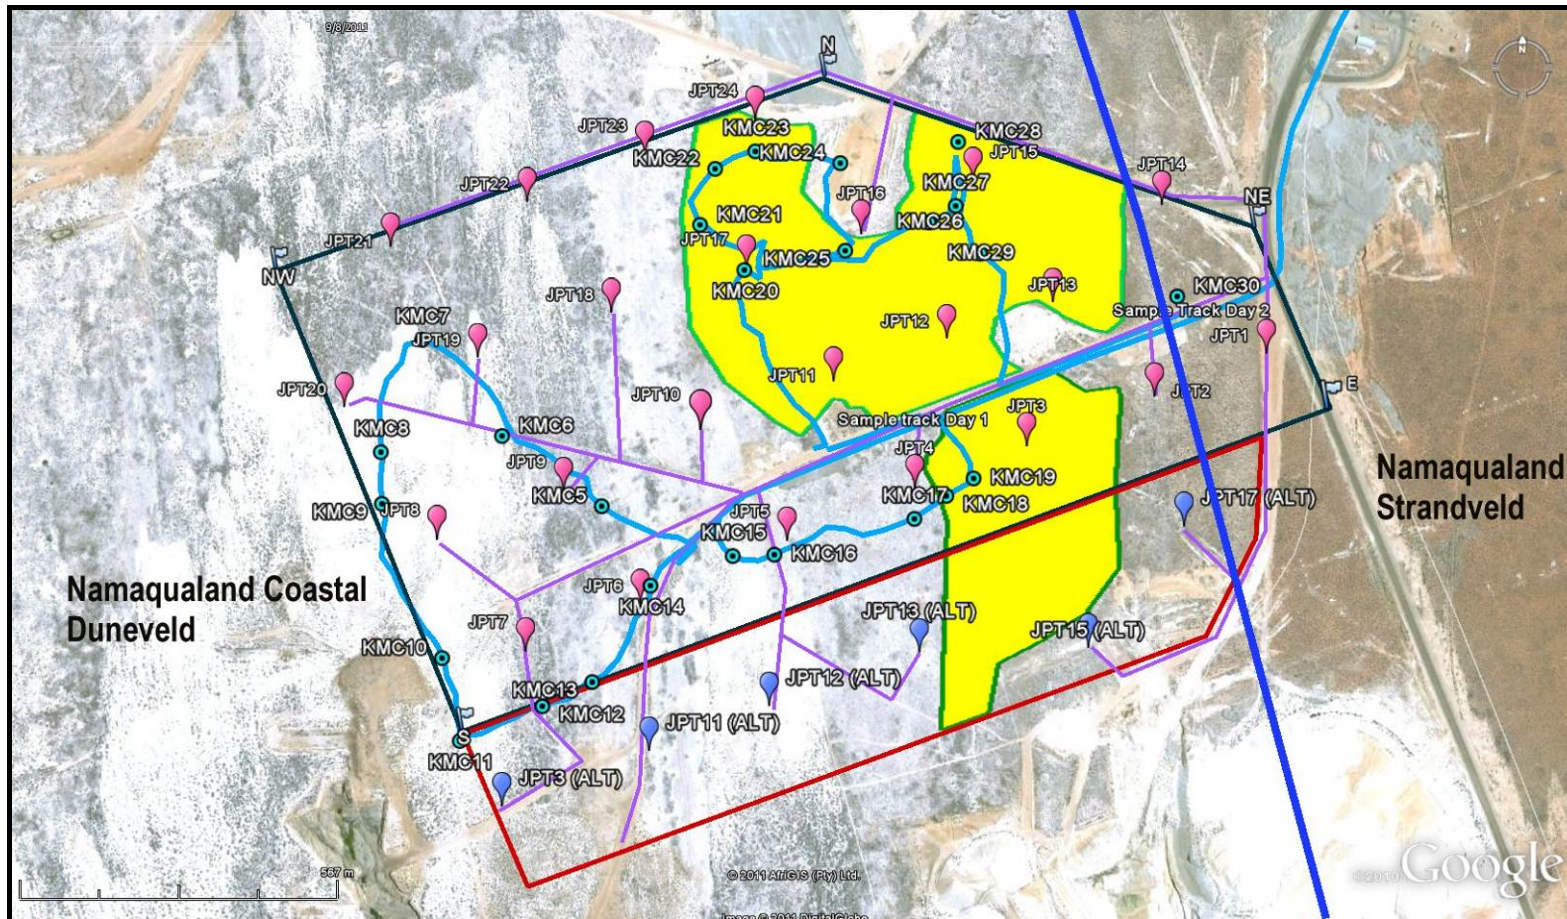 9/8/2011
N
N
JPT24
KMC23
JPT23
KMC22
KMC24
KMC28
JPT15
JPT14
JPT22
KMC27
NE
JPT16
JPT21
KMC21
KMC26
JPT17
KMC25
KMC29
NW
KMC20
JPT13
KMC30
JPT18
Sample Track Day 2
KMC7
JPT12
JPT19
JPT1
JPT11
JPT20
JPT10
JPT2
E
JPT3
Sample track Day 1
KMC6
KMC8
JPT4
JPT9
KMC19
KMC5
KMC17
KMC18
Namaqualand
Strandveld
KMC9
JPT8
JPT17 (ALT)
JPT5
KMC15
KMC16
Namaqualand Coastal
Duneveld
JPT6
KMC14
JPT13 (ALT)
JPT7
JPT15 (ALT)
KMC10
JPT12 (ALT)
KMC13
KMC12
JPT11 (ALT)
S
KMC11
JPT3 (ALT)
567 m
© 2011 AfriGIS (Pty) Ltd.
©2010 Google
Image © 2011 DigitalGlobe